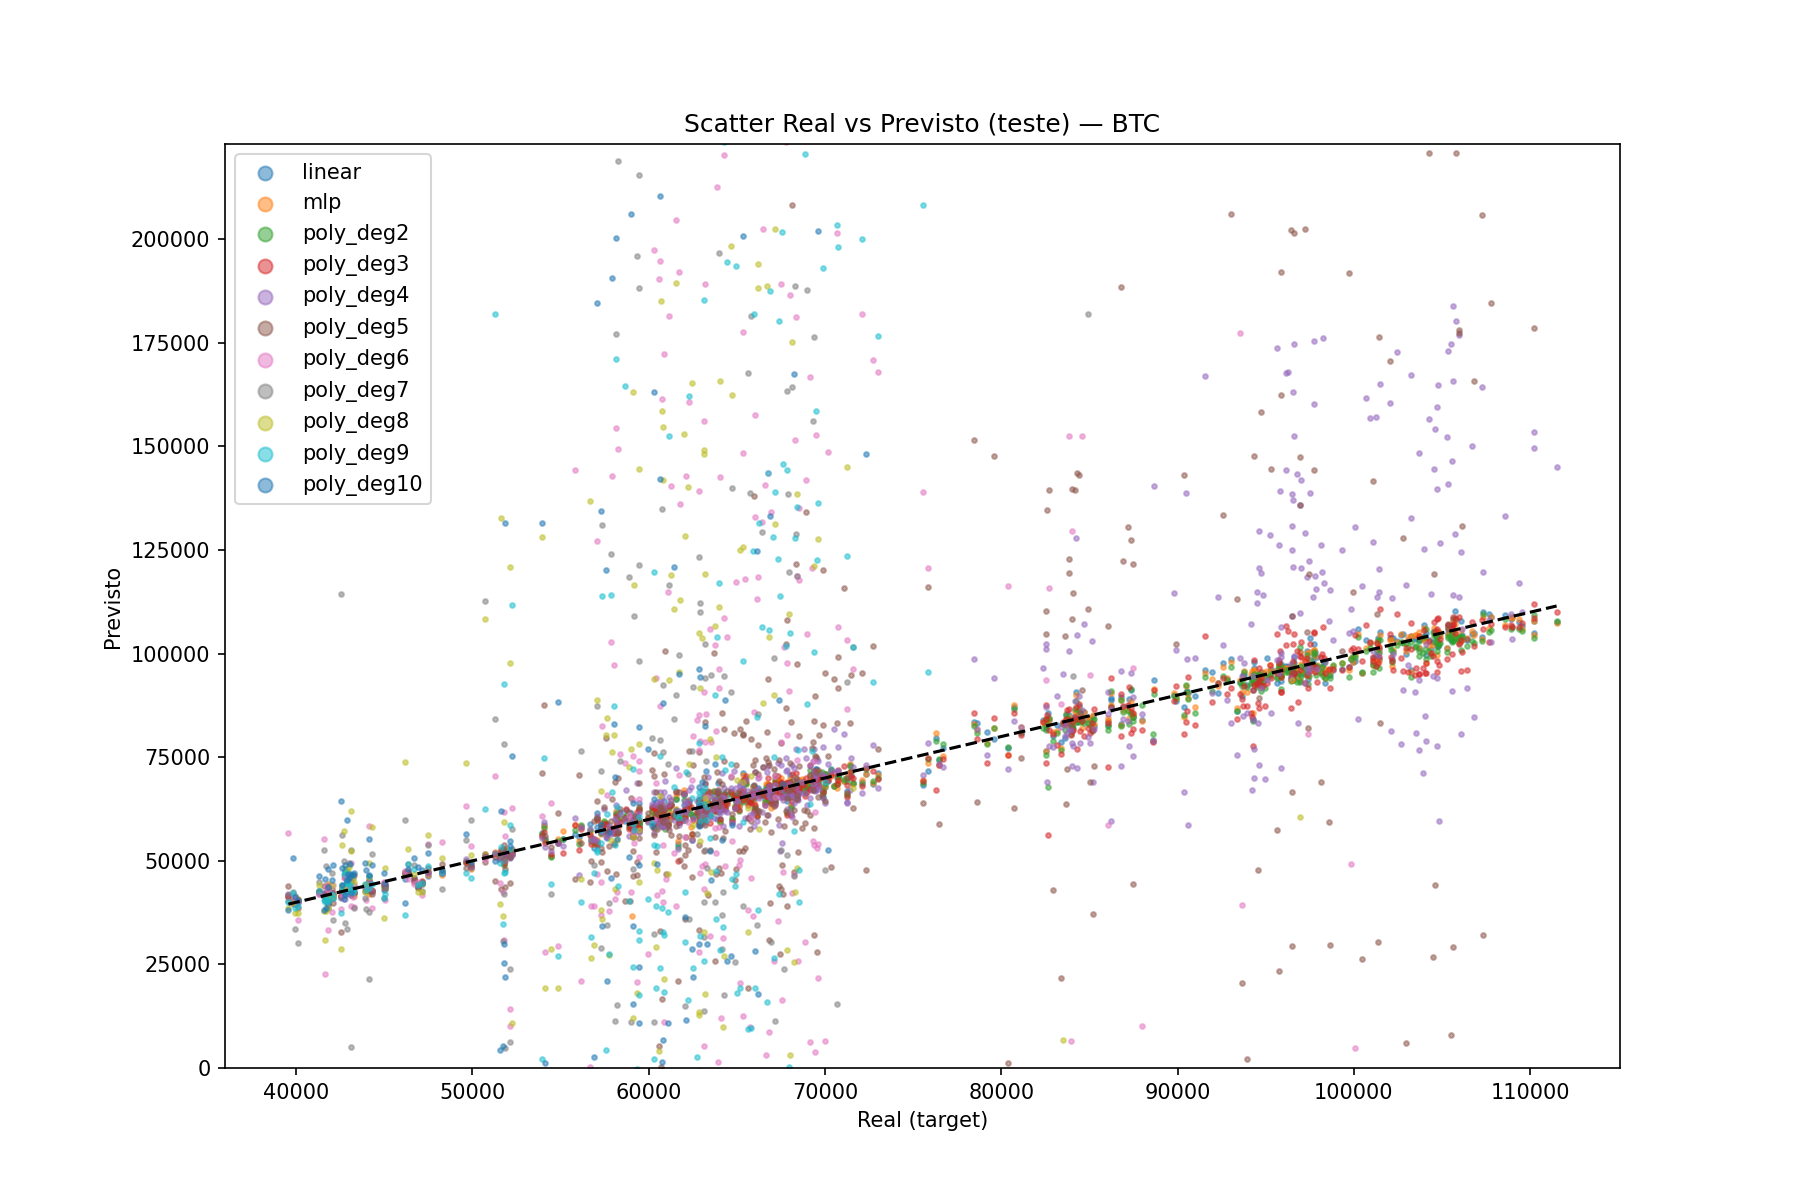 Scatter Real vs Previsto (teste) — BTC
linear
mlp
poly_deg2
poly_deg3
poly_deg4
poly_deg5
poly_deg6
poly_deg7
poly_deg8
poly_deg9
poly_deg10
Previsto
200000
175000
150000
125000
100000
75000
50000
25000
0
40000 50000 60000 70000 80000 90000 100000 110000
Real (target)